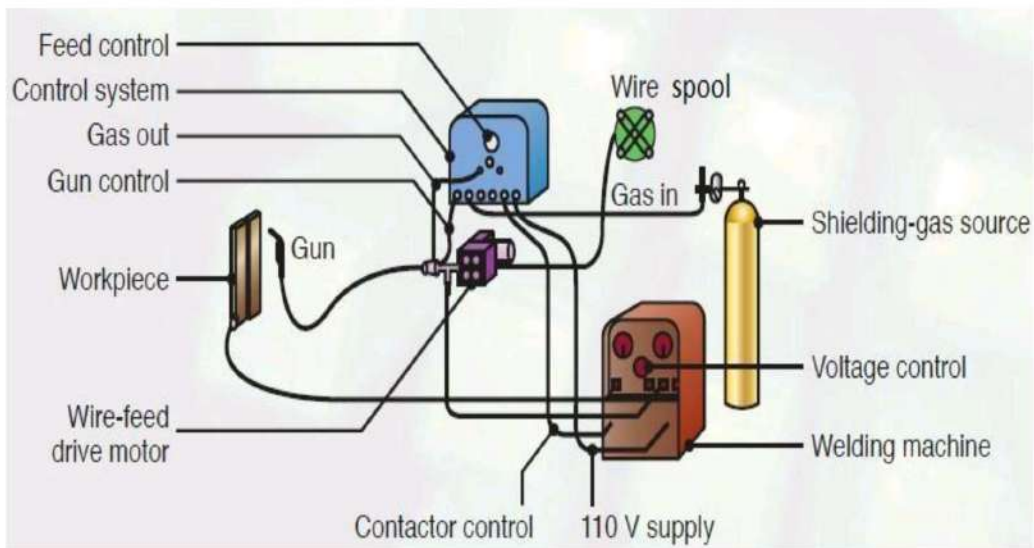 Feed control
Control system
Gas out
Gun control
Workpiece
Gun
Wire-feed
drive motor
Wire spool
Gas in
Shielding-gas source
Voltage control
Welding machine
Contactor control
110 V supply